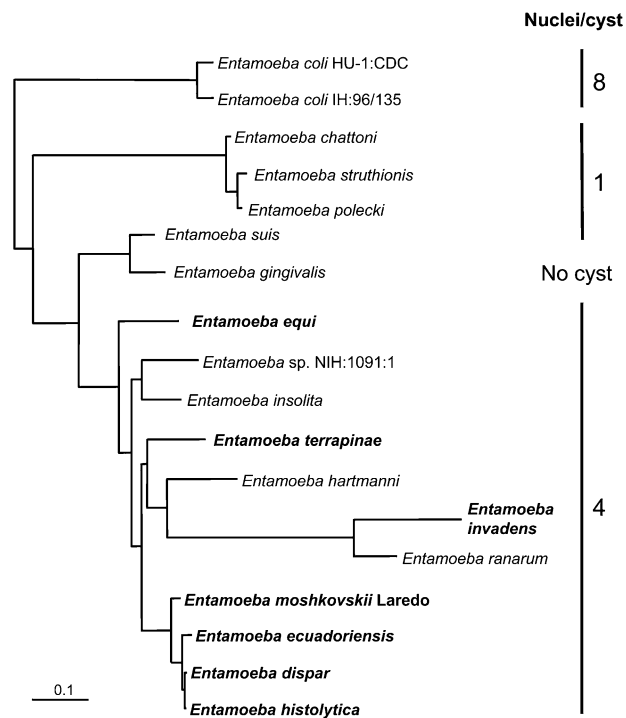 Nuclei/cyst
Entamoeba coli HU-1:CDC
8
Entamoeba coli IH:96/135
Entamoeba chattoni
Entamoeba struthionis
1
Entamoeba polecki
Entamoeba suis
Entamoeba gingivalis
No cyst
Entamoeba equi
Entamoeba sp. NIH:1091:1
Entamoeba insolita
Entamoeba terrapinae
Entamoeba hartmanni
Entamoeba
invadens
4
Entamoeba ranarum
Entamoeba moshkovskii Laredo
Entamoeba ecuadoriensis
Entamoeba dispar
0.1
Entamoeba histolytica